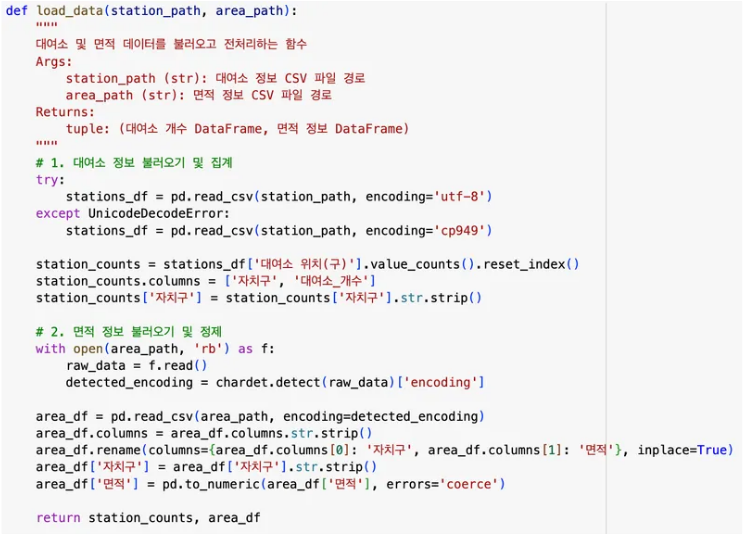 def load_data(station_path, area_path):
    """
    대여소 및 면적 데이터를 불러오고 전처리하는 함수
    Args:
        station_path (str): 대여소 정보 CSV 파일 경로
        area_path (str): 면적 정보 CSV 파일 경로
    Returns:
        tuple: (대여소 개수 DataFrame, 면적 정보 DataFrame)
    """
    # 1. 대여소 정보 불러오기 및 집계
    try:
        stations_df = pd.read_csv(station_path, encoding='utf-8')
    except UnicodeDecodeError:
        stations_df = pd.read_csv(station_path, encoding='cp949')

    station_counts = stations_df['대여소 위치(구)'].value_counts().reset_index()
    station_counts.columns = ['자치구', '대여소_개수']
    station_counts['자치구'] = station_counts['자치구'].str.strip()

    # 2. 면적 정보 불러오기 및 정제
    with open(area_path, 'rb') as f:
        raw_data = f.read()
        detected_encoding = chardet.detect(raw_data)['encoding']

    area_df = pd.read_csv(area_path, encoding=detected_encoding)
    area_df.columns = area_df.columns.str.strip()
    area_df.rename(columns={area_df.columns[0]: '자치구', area_df.columns[1]: '면적'}, inplace=True)
    area_df['자치구'] = area_df['자치구'].str.strip()
    area_df['면적'] = pd.to_numeric(area_df['면적'], errors='coerce')

    return station_counts, area_df